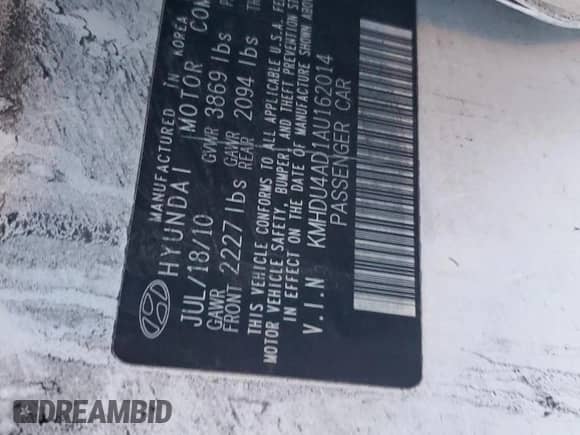 MANUFACTURED IN KOREA
HYUNDAI MOTOR COM
JUL/18/10 GVWR 3869 lbs
GAWR FRONT 2227 lbs GAWR REAR 2094 lbs
THIS VEHICLE CONFORMS TO ALL APPLICABLE U.S.A. FE
MOTOR VEHICLE SAFETY, BUMPER, AND THEFT PREVENTION S
IN EFFECT ON THE DATE OF MANUFACTURE SHOWN ABO
V.I.N KMHDU4AD1AU162014
PASSENGER CAR
DREAMBID